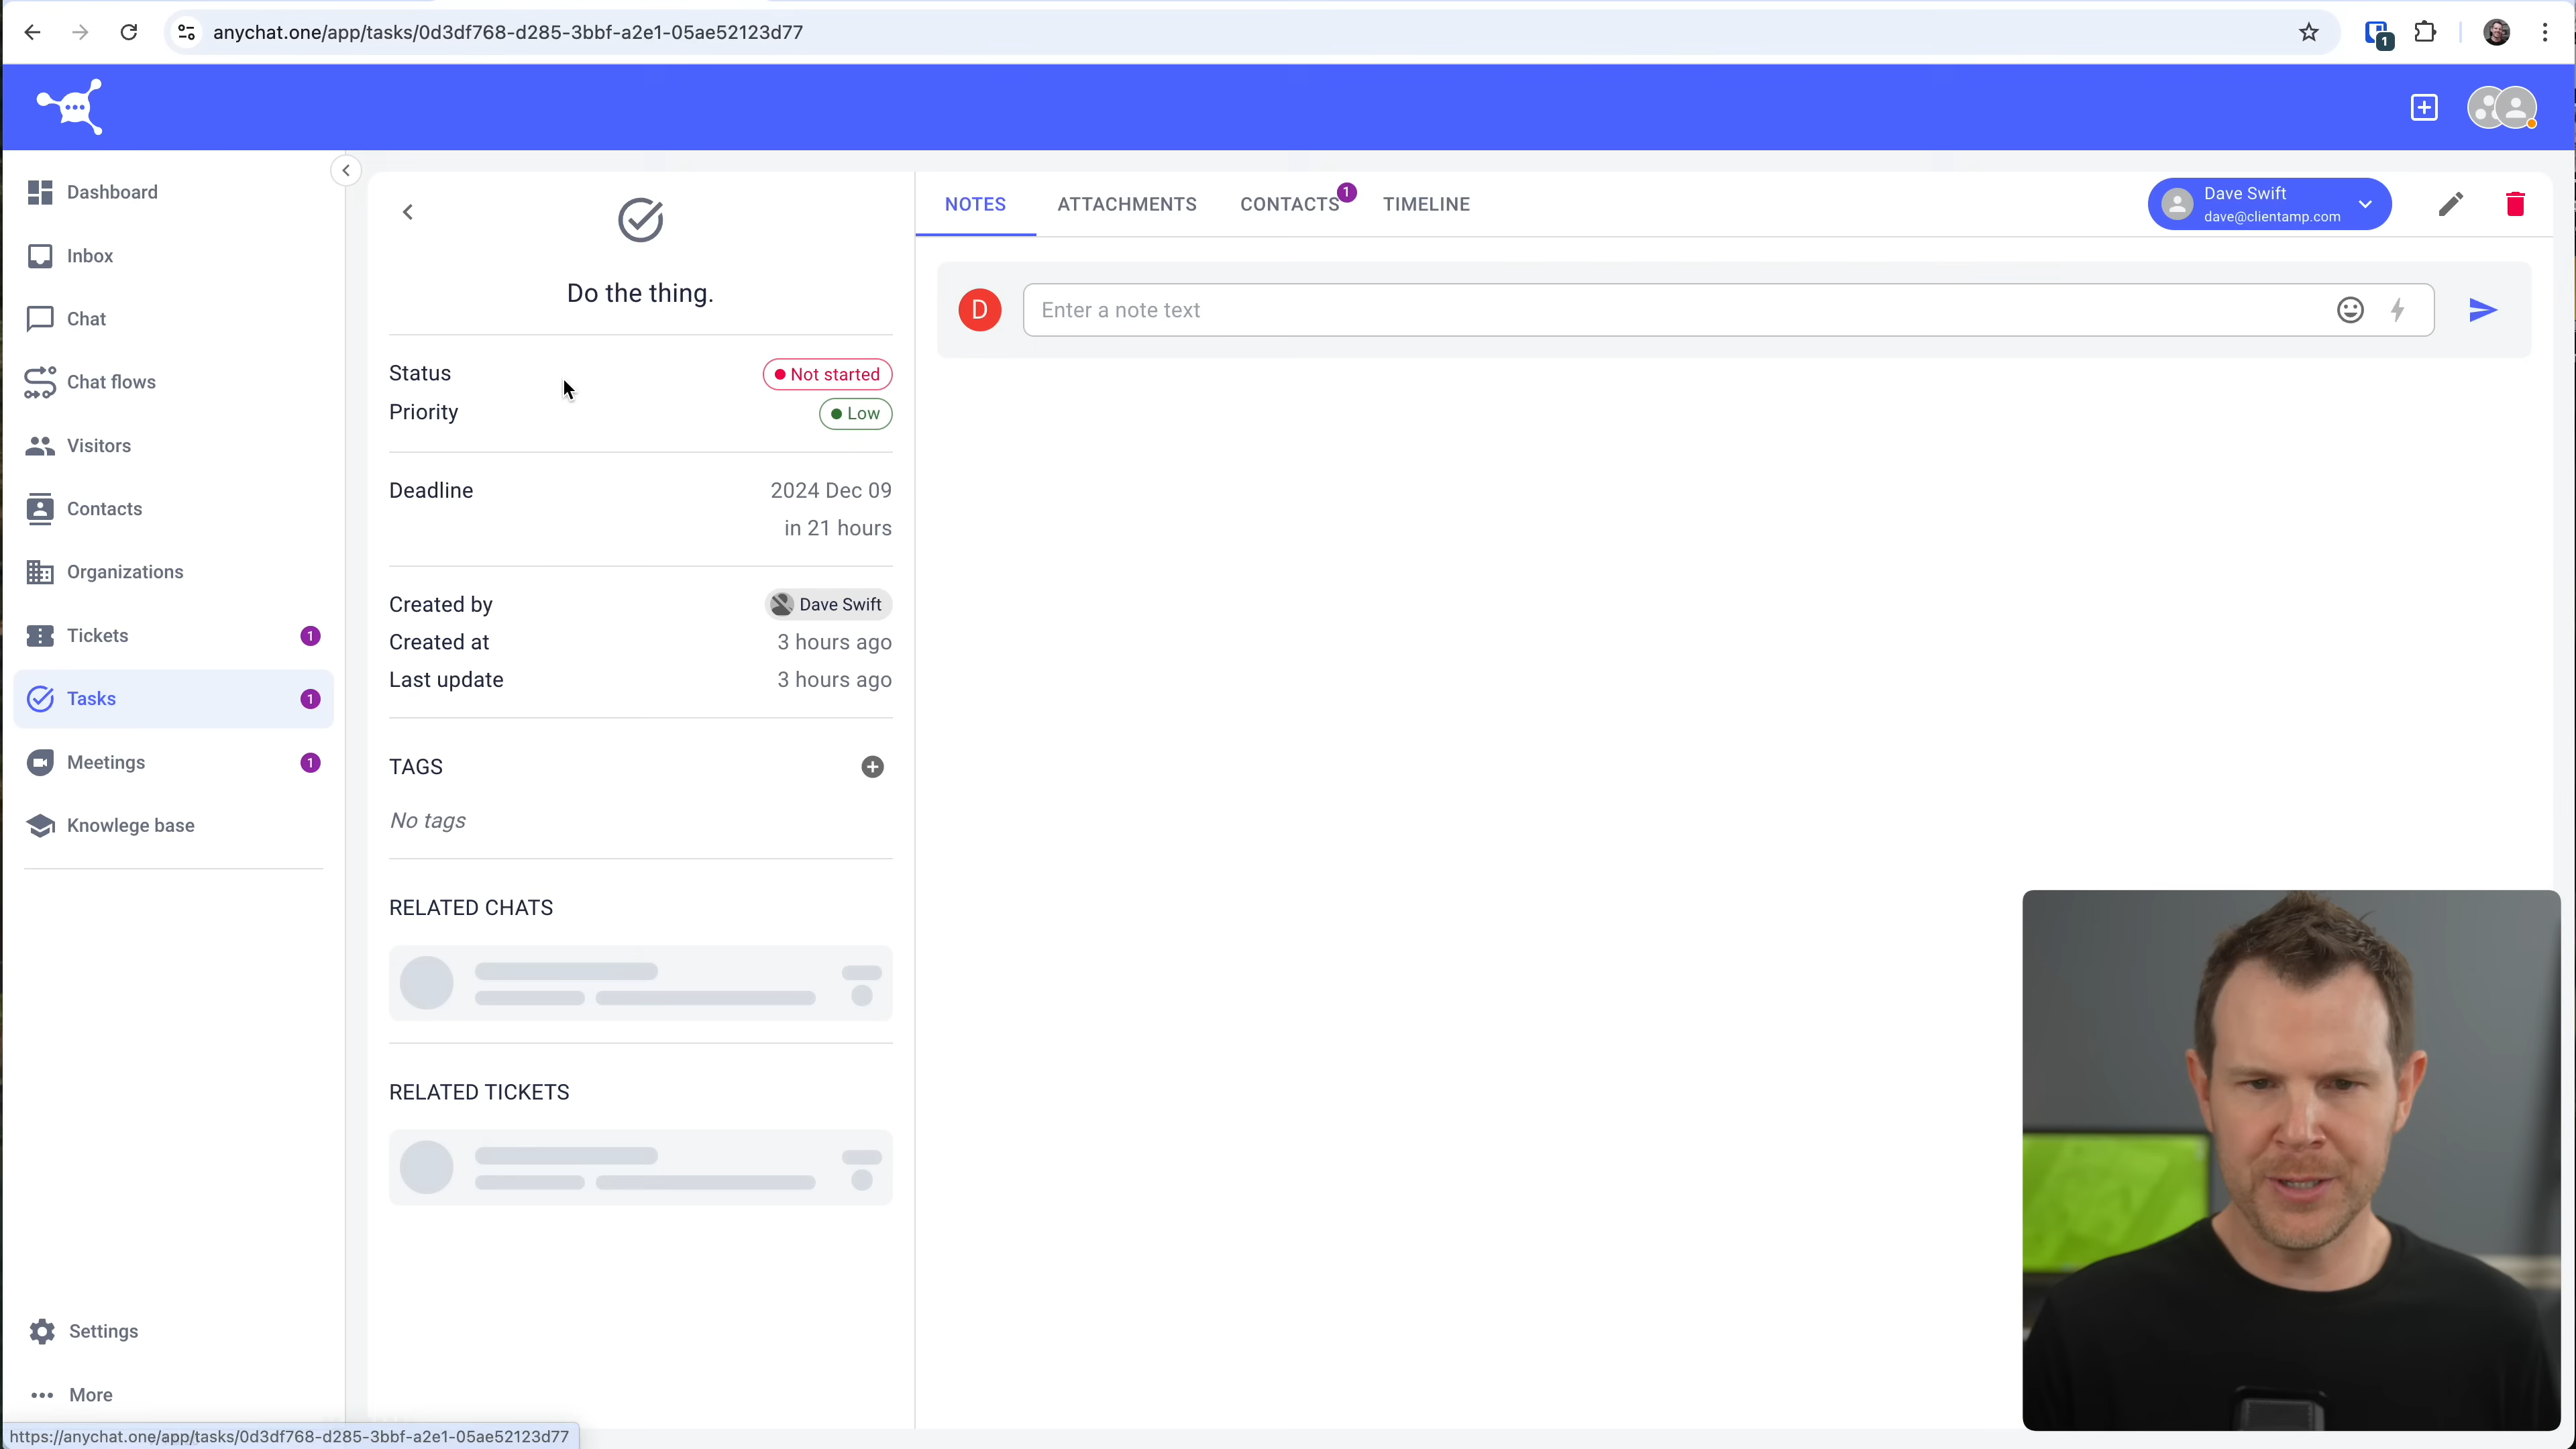 anychat.one/app/tasks/0d3df768-d285-3bbf-a2e1-05ae52123d77
1
Dashboard
Inbox
Chat
Chat flows
Visitors
Contacts
Organizations
Tickets 1
Tasks 1
Meetings 1
Knowlege base
Settings
More
Do the thing.
Status Not started
Priority Low
Deadline 2024 Dec 09
in 21 hours
Created by Dave Swift
Created at 3 hours ago
Last update 3 hours ago
TAGS
No tags
RELATED CHATS
RELATED TICKETS
NOTES ATTACHMENTS CONTACTS 1 TIMELINE
Dave Swift
dave@clientamp.com
D Enter a note text
https://anychat.one/app/tasks/0d3df768-d285-3bbf-a2e1-05ae52123d77